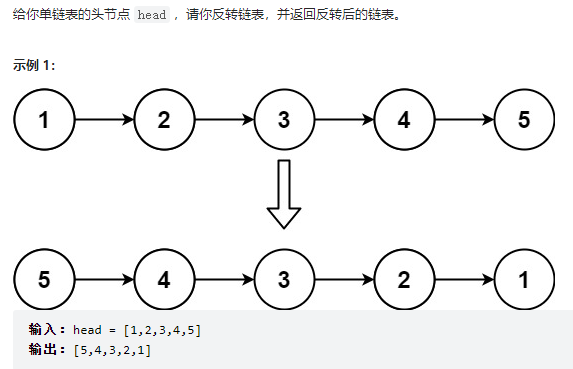 给你单链表的头节点 head ，请你反转链表，并返回反转后的链表。
示例 1：
1 2 3 4 5
5 4 3 2 1
输入：head = [1,2,3,4,5]
输出：[5,4,3,2,1]